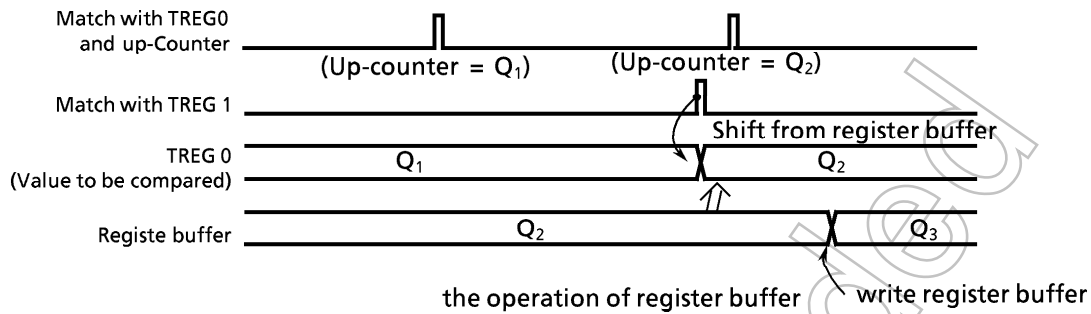 Match with TREG0
and up-Counter
(Up-counter = Q1)
(Up-counter = Q2)
Match with TREG 1
Shift from register buffer
TREG 0
(Value to be compared)
Q1
Q2
Registe buffer
Q2
Q3
the operation of register buffer
write register buffer
ded